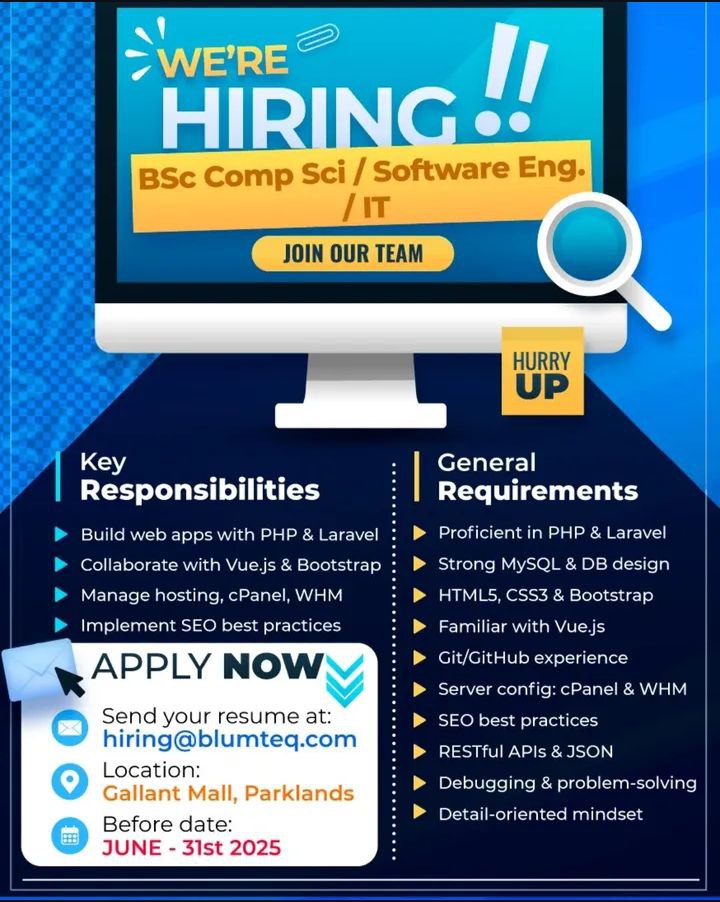 WE'RE
HIRING!!
BSc Comp Sci / Software Eng.
/ IT
JOIN OUR TEAM
HURRY
UP
Key
Responsibilities
Build web apps with PHP & Laravel
Collaborate with Vue.js & Bootstrap
Manage hosting, cPanel, WHM
Implement SEO best practices
General
Requirements
Proficient in PHP & Laravel
Strong MySQL & DB design
HTML5, CSS3 & Bootstrap
Familiar with Vue.js
Git/GitHub experience
Server config: cPanel & WHM
SEO best practices
RESTful APIs & JSON
Debugging & problem-solving
Detail-oriented mindset
APPLY NOW
Send your resume at:
hiring@blumteq.com
Location:
Gallant Mall, Parklands
Before date:
JUNE - 31st 2025